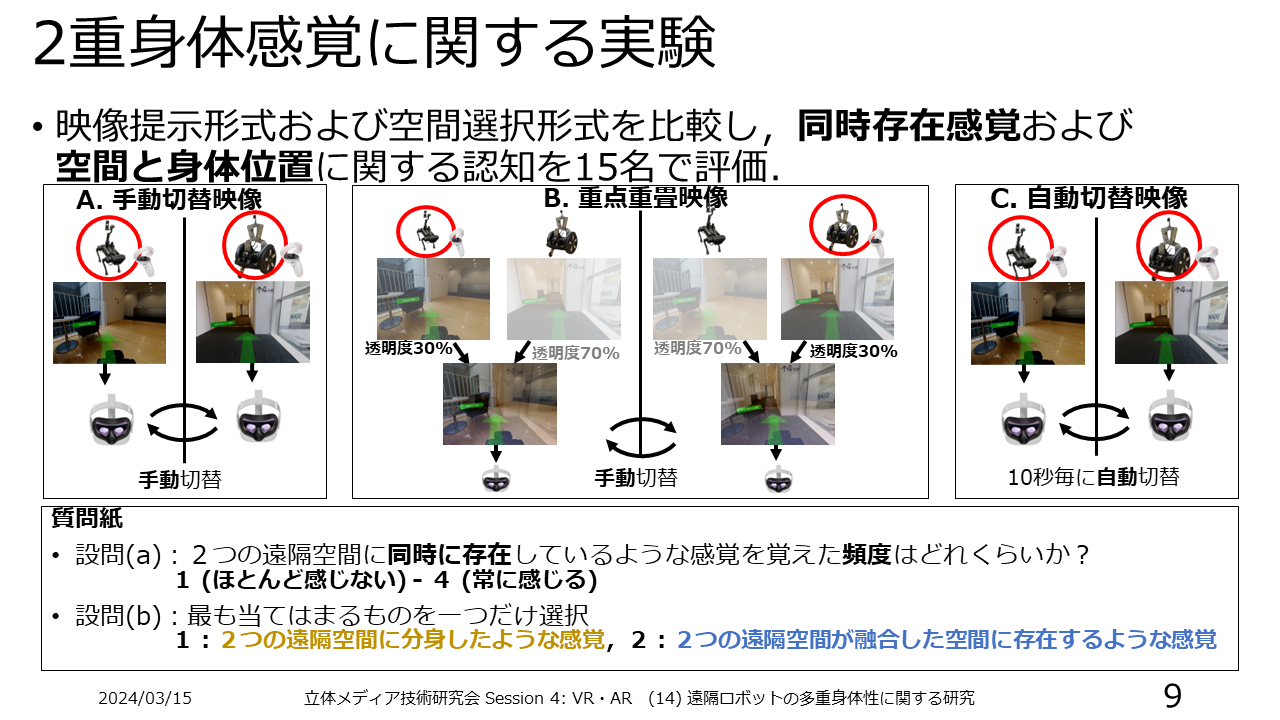 2重身体感覚に関する実験
• 映像提示形式および空間選択形式を比較し，同時存在感覚および
空間と身体位置に関する認知を15名で評価．
A. 手動切替映像
手動切替
B. 重点重畳映像
透明度30%
透明度70%
透明度70%
透明度30%
手動切替
C. 自動切替映像
10秒毎に自動切替
質問紙
• 設問(a)：２つの遠隔空間に同時に存在しているような感覚を覚えた頻度はどれくらいか？
１ (ほとんど感じない) - ４ (常に感じる)
• 設問(b)：最も当てはまるものを一つだけ選択
１：２つの遠隔空間に分身したような感覚，２：２つの遠隔空間が融合した空間に存在するような感覚
2024/03/15
立体メディア技術研究会 Session 4: VR・AR　(14) 遠隔ロボットの多重身体性に関する研究
9